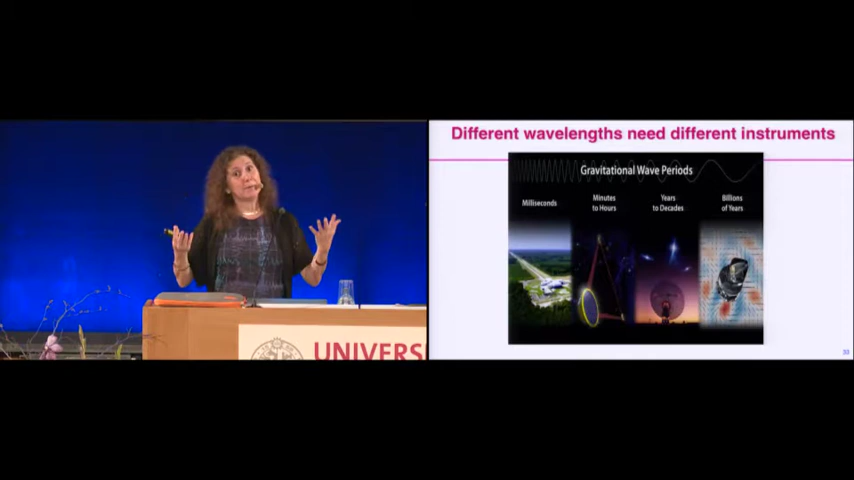 Different wavelengths need different instruments
Gravitational Wave Periods
Milliseconds
Minutes
to Hours
Years
to Decades
Billions
of Years
30
UNIVERS